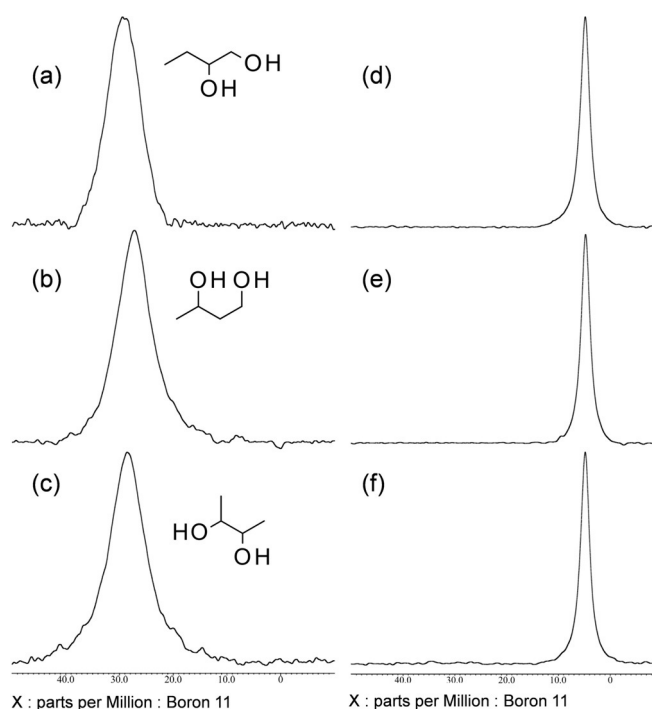 (a)
OH
OH
(d)
(b)
OH OH
(e)
(c)
HO
OH
(f)
40.0 30.0 20.0 10.0 0
40.0 30.0 20.0 10.0 0
X : parts per Million : Boron 11
X : parts per Million : Boron 11